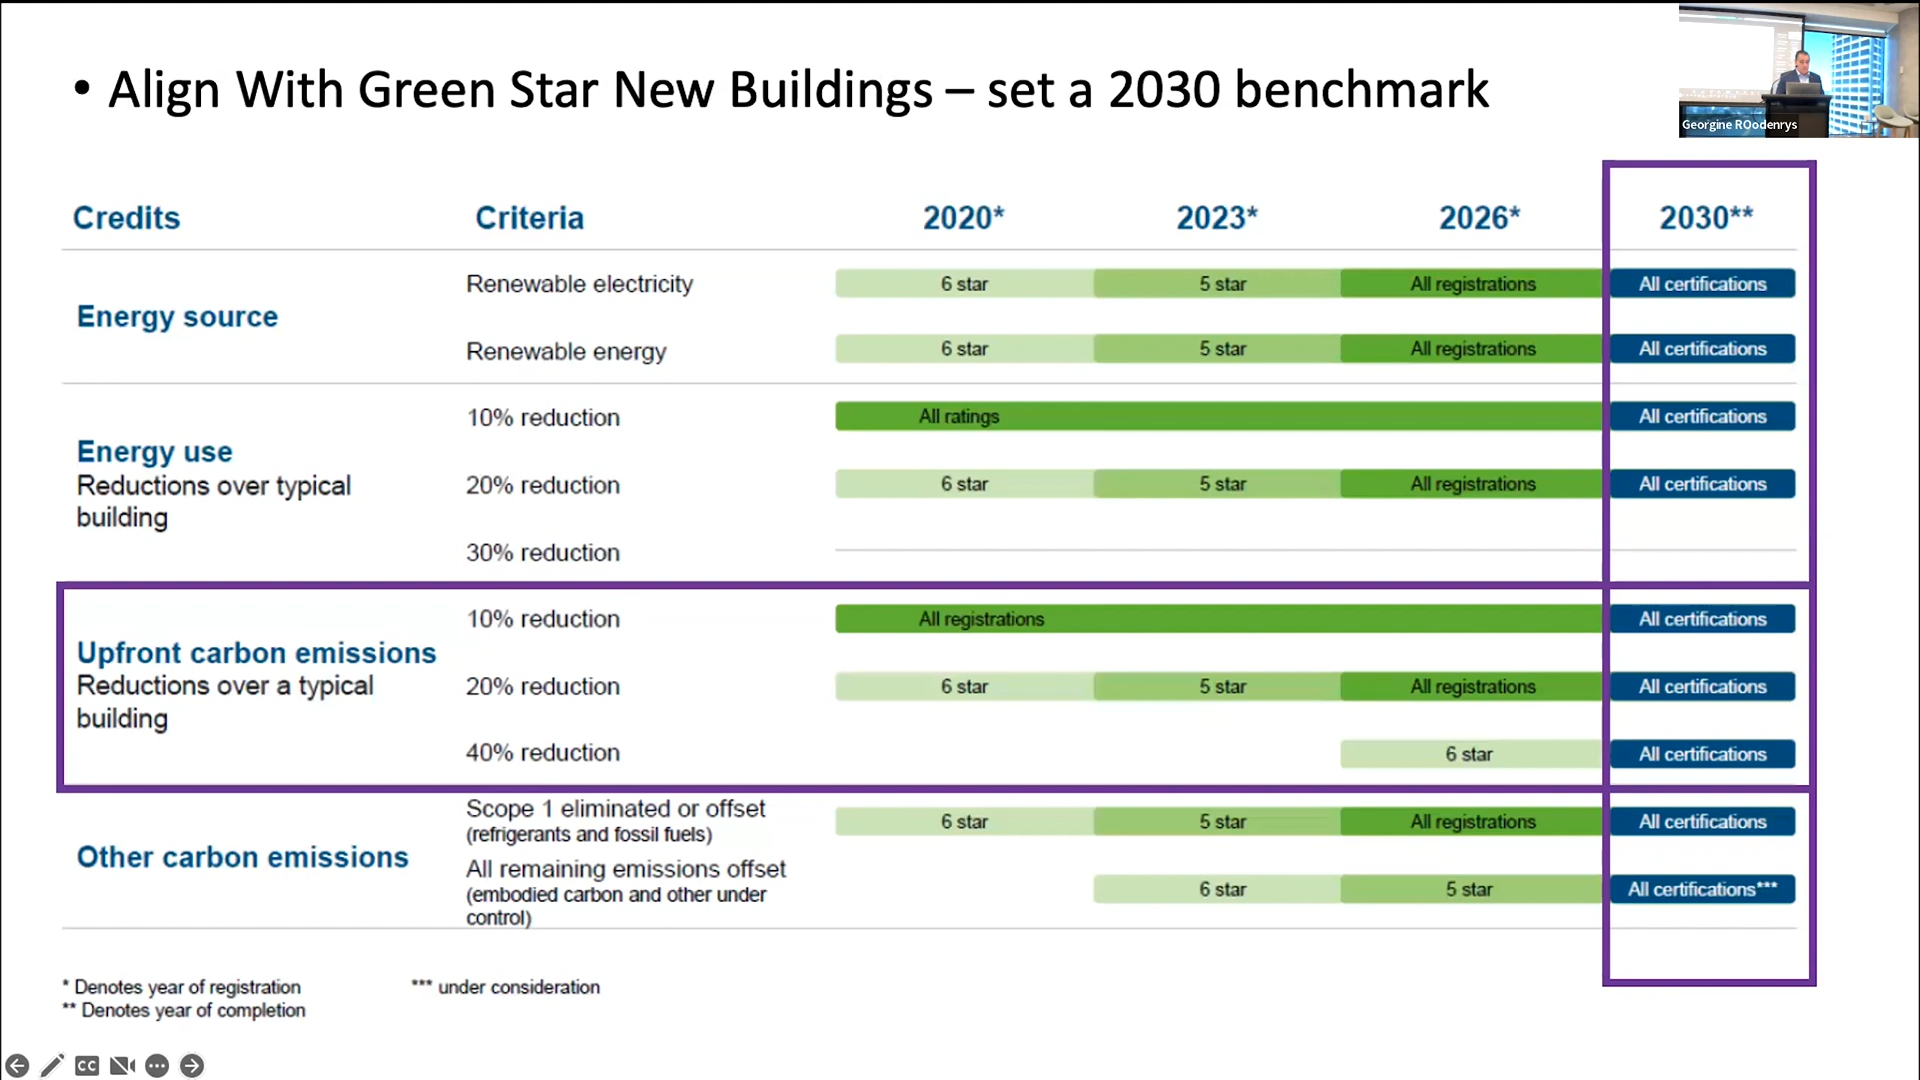 • Align With Green Star New Buildings – set a 2030 benchmark
Georgine ROodenrys
Credits Criteria 2020* 2023* 2026* 2030**
Energy source
Renewable electricity 6 star 5 star All registrations All certifications
Renewable energy 6 star 5 star All registrations All certifications
Energy use
Reductions over typical
building
10% reduction All ratings All certifications
20% reduction 6 star 5 star All registrations All certifications
30% reduction
Upfront carbon emissions
Reductions over a typical
building
10% reduction All registrations All certifications
20% reduction 6 star 5 star All registrations All certifications
40% reduction 6 star All certifications
Other carbon emissions
Scope 1 eliminated or offset
(refrigerants and fossil fuels)
6 star 5 star All registrations All certifications
All remaining emissions offset
(embodied carbon and other under
control)
6 star 5 star All certifications***
* Denotes year of registration *** under consideration
** Denotes year of completion
CC